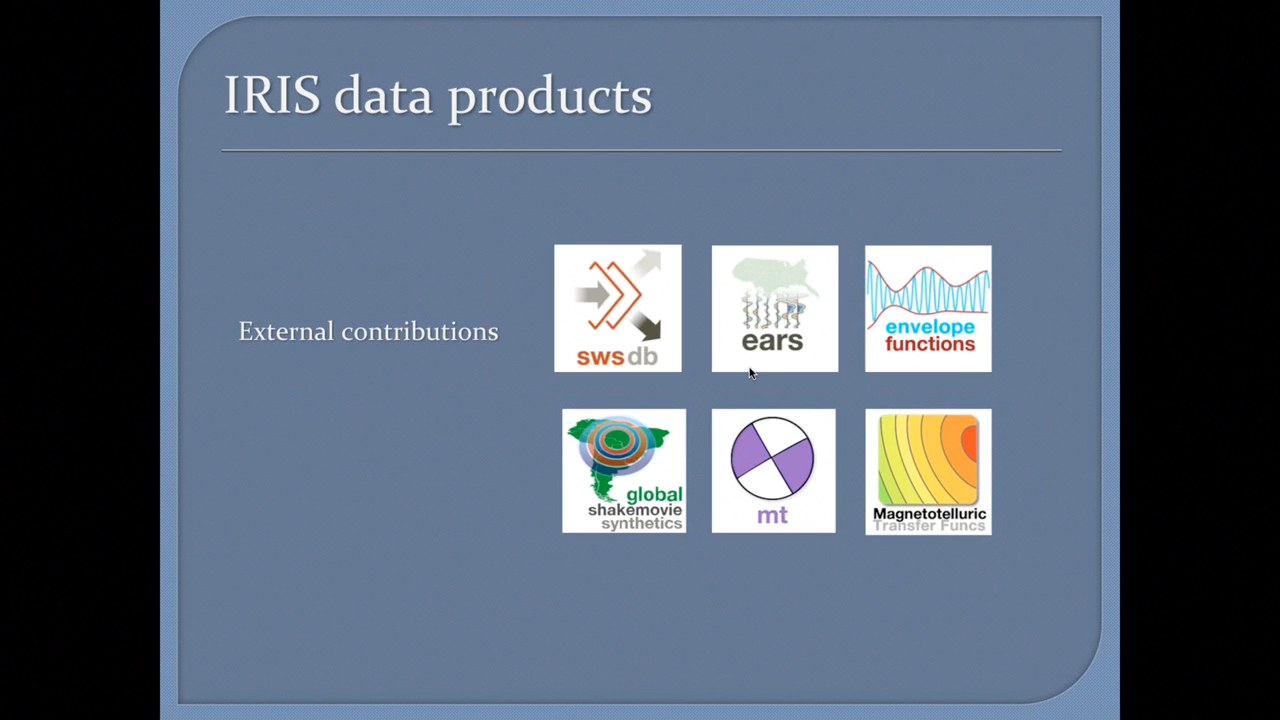 IRIS data products
External contributions
sws db
ears
envelope
functions
global
shakemovie
synthetics
mt
Magnetotelluric
Transfer Funcs